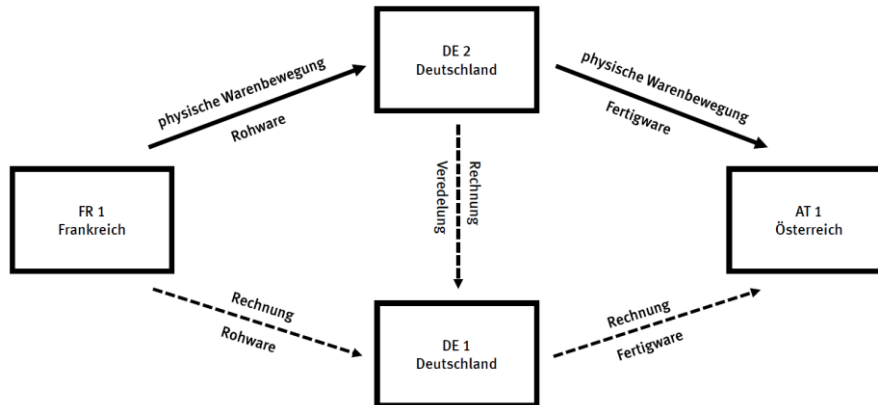 DE 2
Deutschland
physische Warenbewegung
Rohware
physische Warenbewegung
Fertigware
FR 1
Frankreich
Rechnung
Veredelung
AT 1
Österreich
Rechnung
Rohware
DE 1
Deutschland
Rechnung
Fertigware